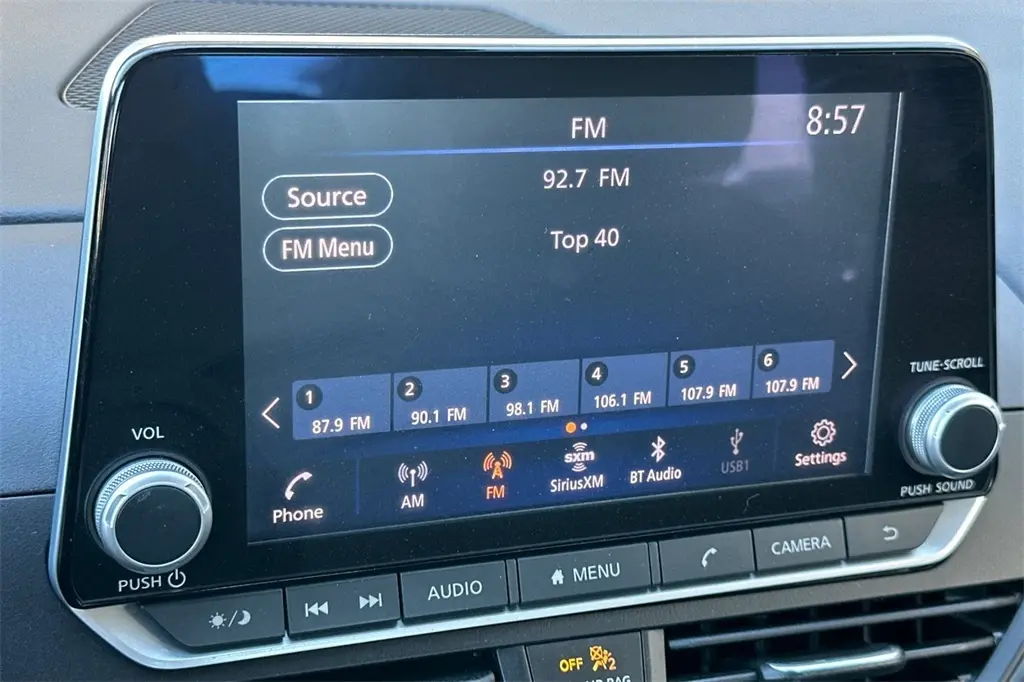 FM
8:57
92.7 FM
Source
FM Menu
Top 40
1
87.9 FM
2
90.1 FM
3
98.1 FM
4
106.1 FM
5
107.9 FM
6
107.9 FM
Phone
AM
FM
sxm
SiriusXM
BT Audio
USB1
Settings
VOL
PUSH
TUNE·SCROLL
PUSH SOUND
AUDIO
MENU
CAMERA
OFF
2
BAG